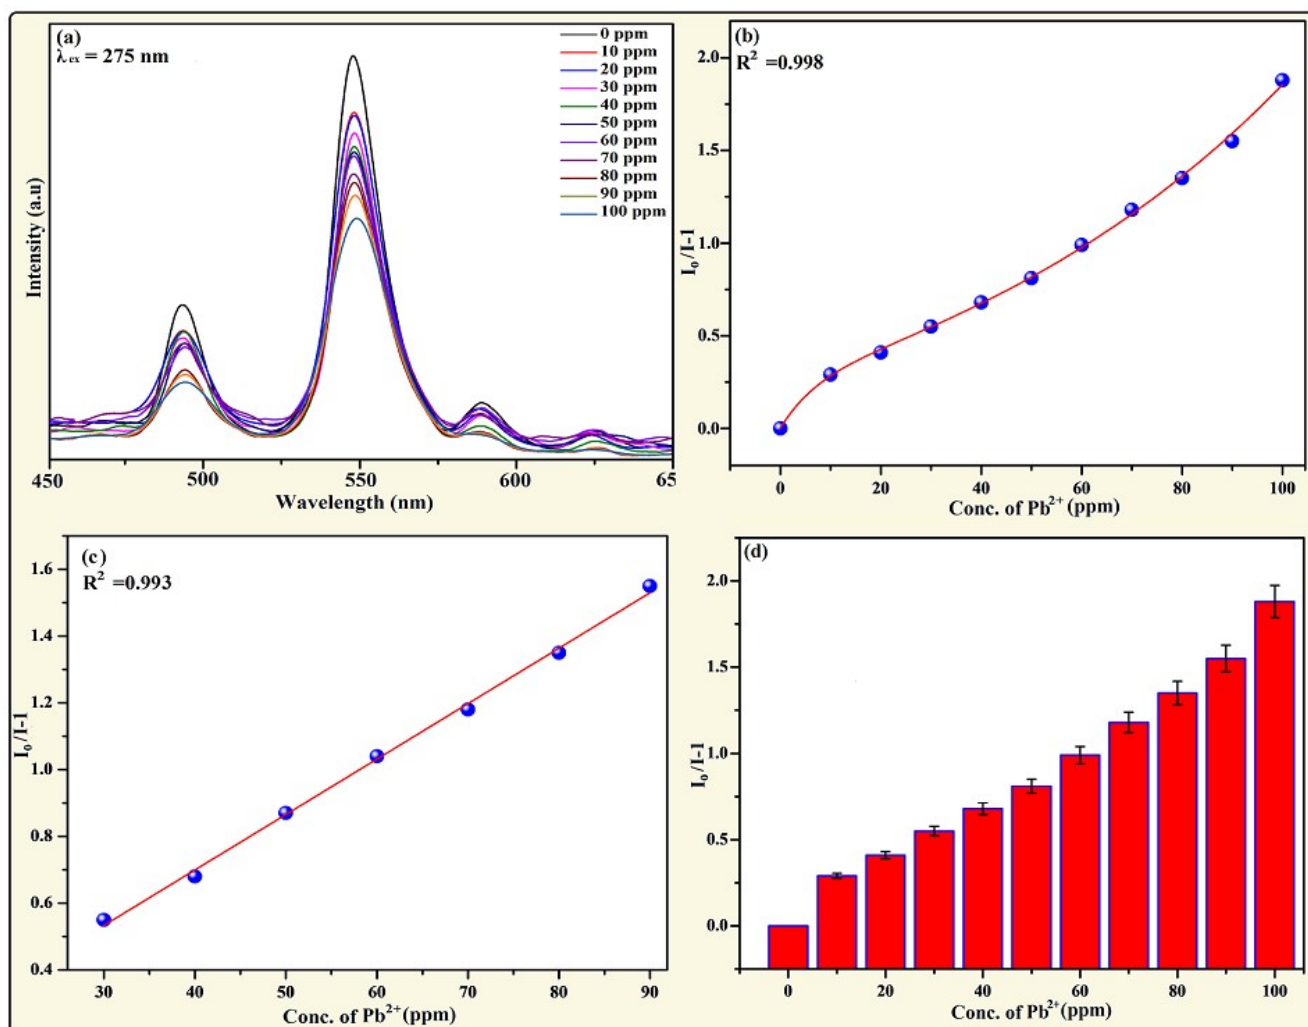 (a)
λex = 275 nm
0 ppm
10 ppm
20 ppm
30 ppm
40 ppm
50 ppm
60 ppm
70 ppm
80 ppm
90 ppm
100 ppm
Intensity (a.u)
450 500 550 600 65
Wavelength (nm)
(b)
R² =0.998
2.0
1.5
1.0
0.5
0.0
I₀/I-1
0 20 40 60 80 100
Conc. of Pb²⁺ (ppm)
(c)
R² =0.993
1.6
1.4
1.2
1.0
0.8
0.6
0.4
I₀/I-1
30 40 50 60 70 80 90
Conc. of Pb²⁺(ppm)
(d)
2.0
1.5
1.0
0.5
0.0
I₀/I-1
0 20 40 60 80 100
Conc. of Pb²⁺(ppm)